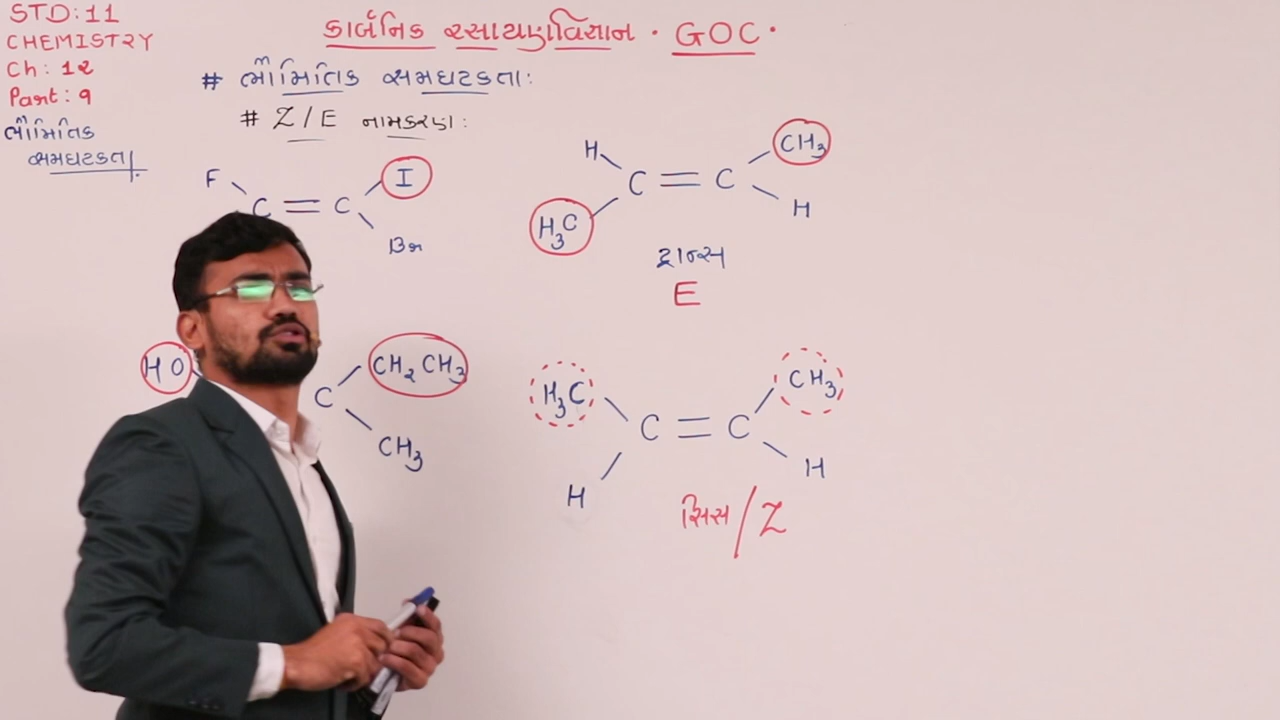 STD:11
CHEMISTRY
Ch: 12
Part: 9
ભૌમિતિક
સમઘટકતા.
કાર્બનિક રસાયણવિજ્ઞાન · GOC·
# ભૌમિતિક સમઘટકતા:
# Z/E નામકરણ:
F I
C = C
Br
H CH3
C = C
H3C H
ટ્રાન્સ
E
HO CH2CH3
C
CH3
H3C CH3
C = C
H H
સિસ/Z